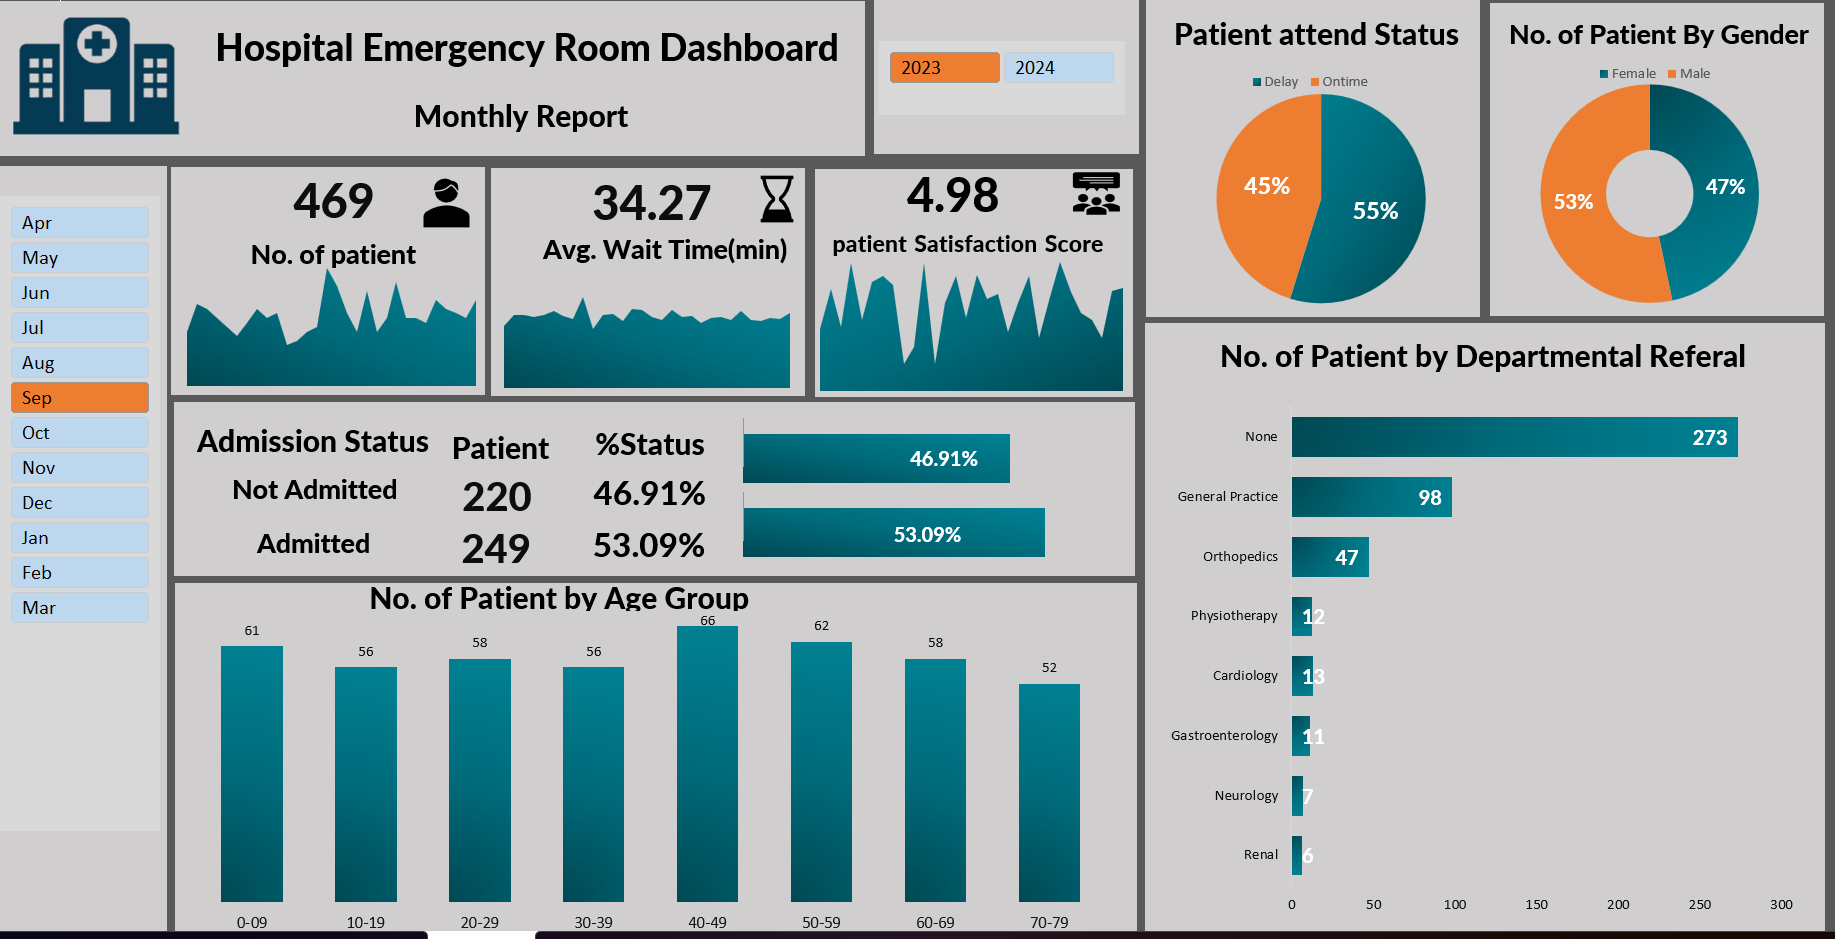 Hospital Emergency Room Dashboard
Monthly Report
2023
2024
Apr
May
Jun
Jul
Aug
Sep
Oct
Nov
Dec
Jan
Feb
Mar
469
No. of patient
34.27
Avg. Wait Time(min)
4.98
patient Satisfaction Score
Admission Status Patient %Status
Not Admitted 220 46.91%
Admitted 249 53.09%
46.91%
53.09%
No. of Patient by Age Group
61 56 58 56 66 62 58 52
0-09 10-19 20-29 30-39 40-49 50-59 60-69 70-79
Patient attend Status
Delay Ontime
45%
55%
No. of Patient By Gender
Female Male
53%
47%
No. of Patient by Departmental Referal
None 273
General Practice 98
Orthopedics 47
Physiotherapy 12
Cardiology 13
Gastroenterology 11
Neurology 7
Renal 6
0 50 100 150 200 250 300